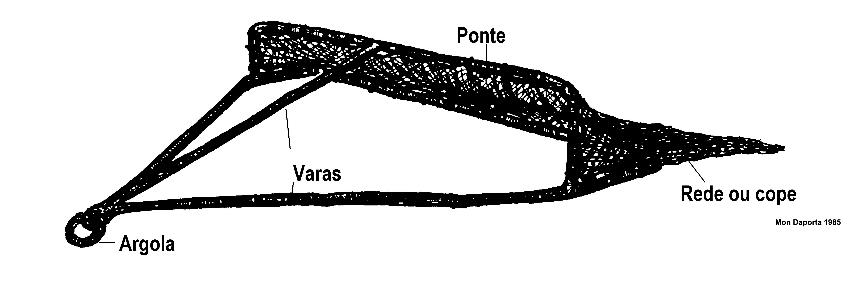 Ponte
Varas
Rede ou cope
Mon Daporta 1985
Argola